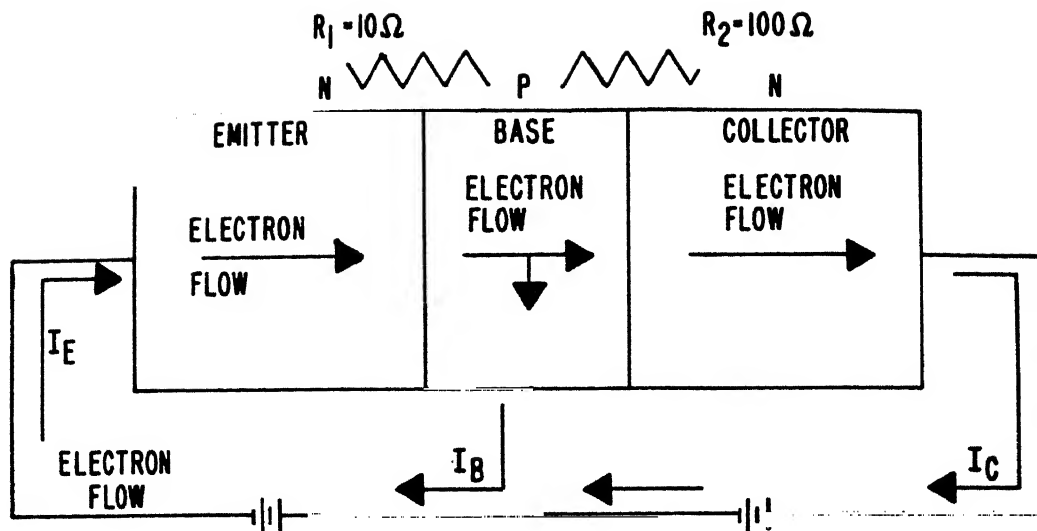 R1=10Ω
R2=100Ω
N
P
N
EMITTER
BASE
COLLECTOR
ELECTRON
FLOW
ELECTRON
FLOW
ELECTRON
FLOW
IE
ELECTRON
FLOW
IB
IC